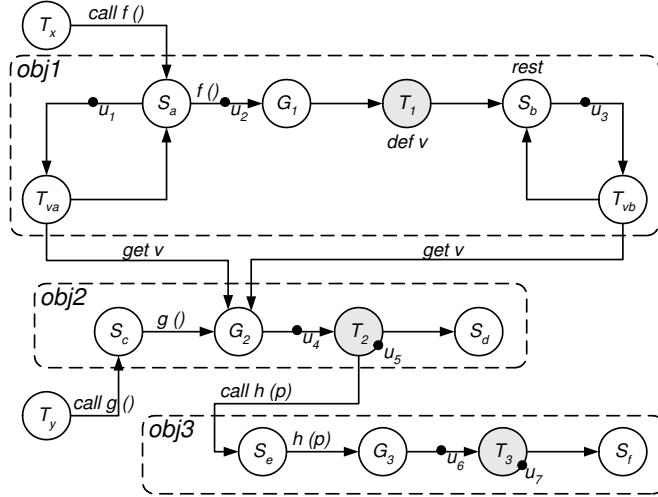 T_x
call f ()
obj1
rest
u_1
S_a
f ()
u_2
G_1
T_1
S_b
u_3
def v
T_va
T_vb
get v
get v
obj2
S_c
g ()
G_2
u_4
T_2
u_5
S_d
T_y
call g ()
call h (p)
obj3
S_e
h (p)
G_3
u_6
T_3
u_7
S_f